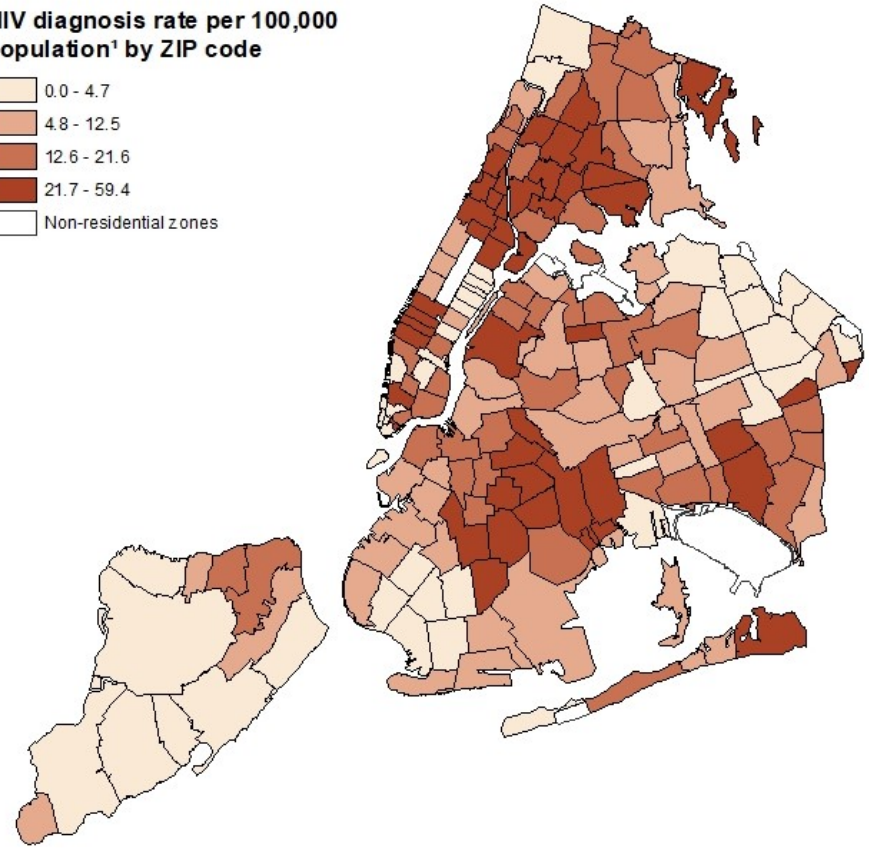 IIV diagnosis rate per 100,000
opulation¹ by ZIP code
0.0 - 4.7
4.8 - 12.5
12.6 - 21.6
21.7 - 59.4
Non-residential zones